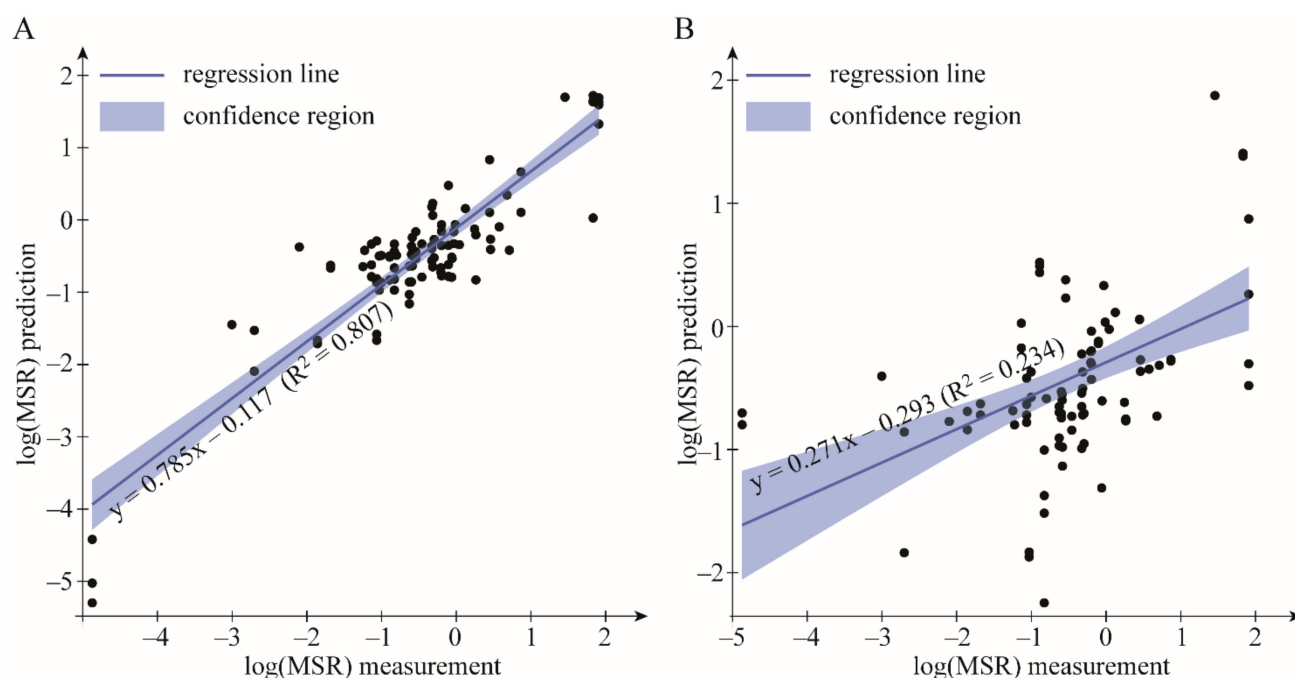 A
2
1
0
−1
−2
−3
−4
−5
log(MSR) prediction
regression line
confidence region
y = 0.785x − 0.117 (R² = 0.807)
−4
−3
−2
−1
0
1
2
log(MSR) measurement
B
2
1
0
−1
−2
log(MSR) prediction
regression line
confidence region
y = 0.271x − 0.293 (R² = 0.234)
−5
−4
−3
−2
−1
0
1
2
log(MSR) measurement